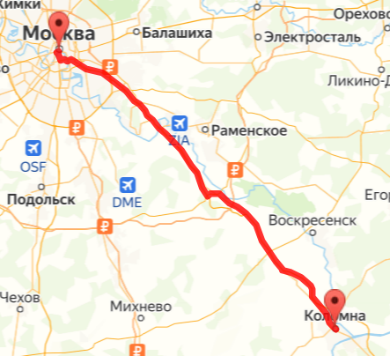 Химки
Москва
Балашиха
Орехово
Электросталь
Ликино-Д
ZIA
Раменское
OSF
Подольск
DME
Егор
Воскресенск
Чехов
Михнево
Коломна